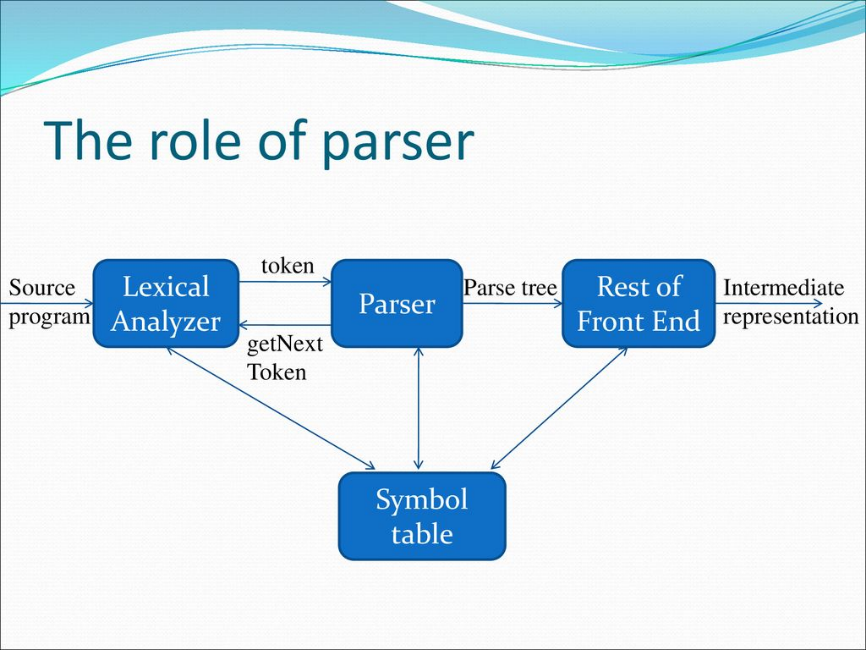 The role of parser
Source
program
Lexical
Analyzer
token
getNext
Token
Parser
Parse tree
Rest of
Front End
Intermediate
representation
Symbol
table